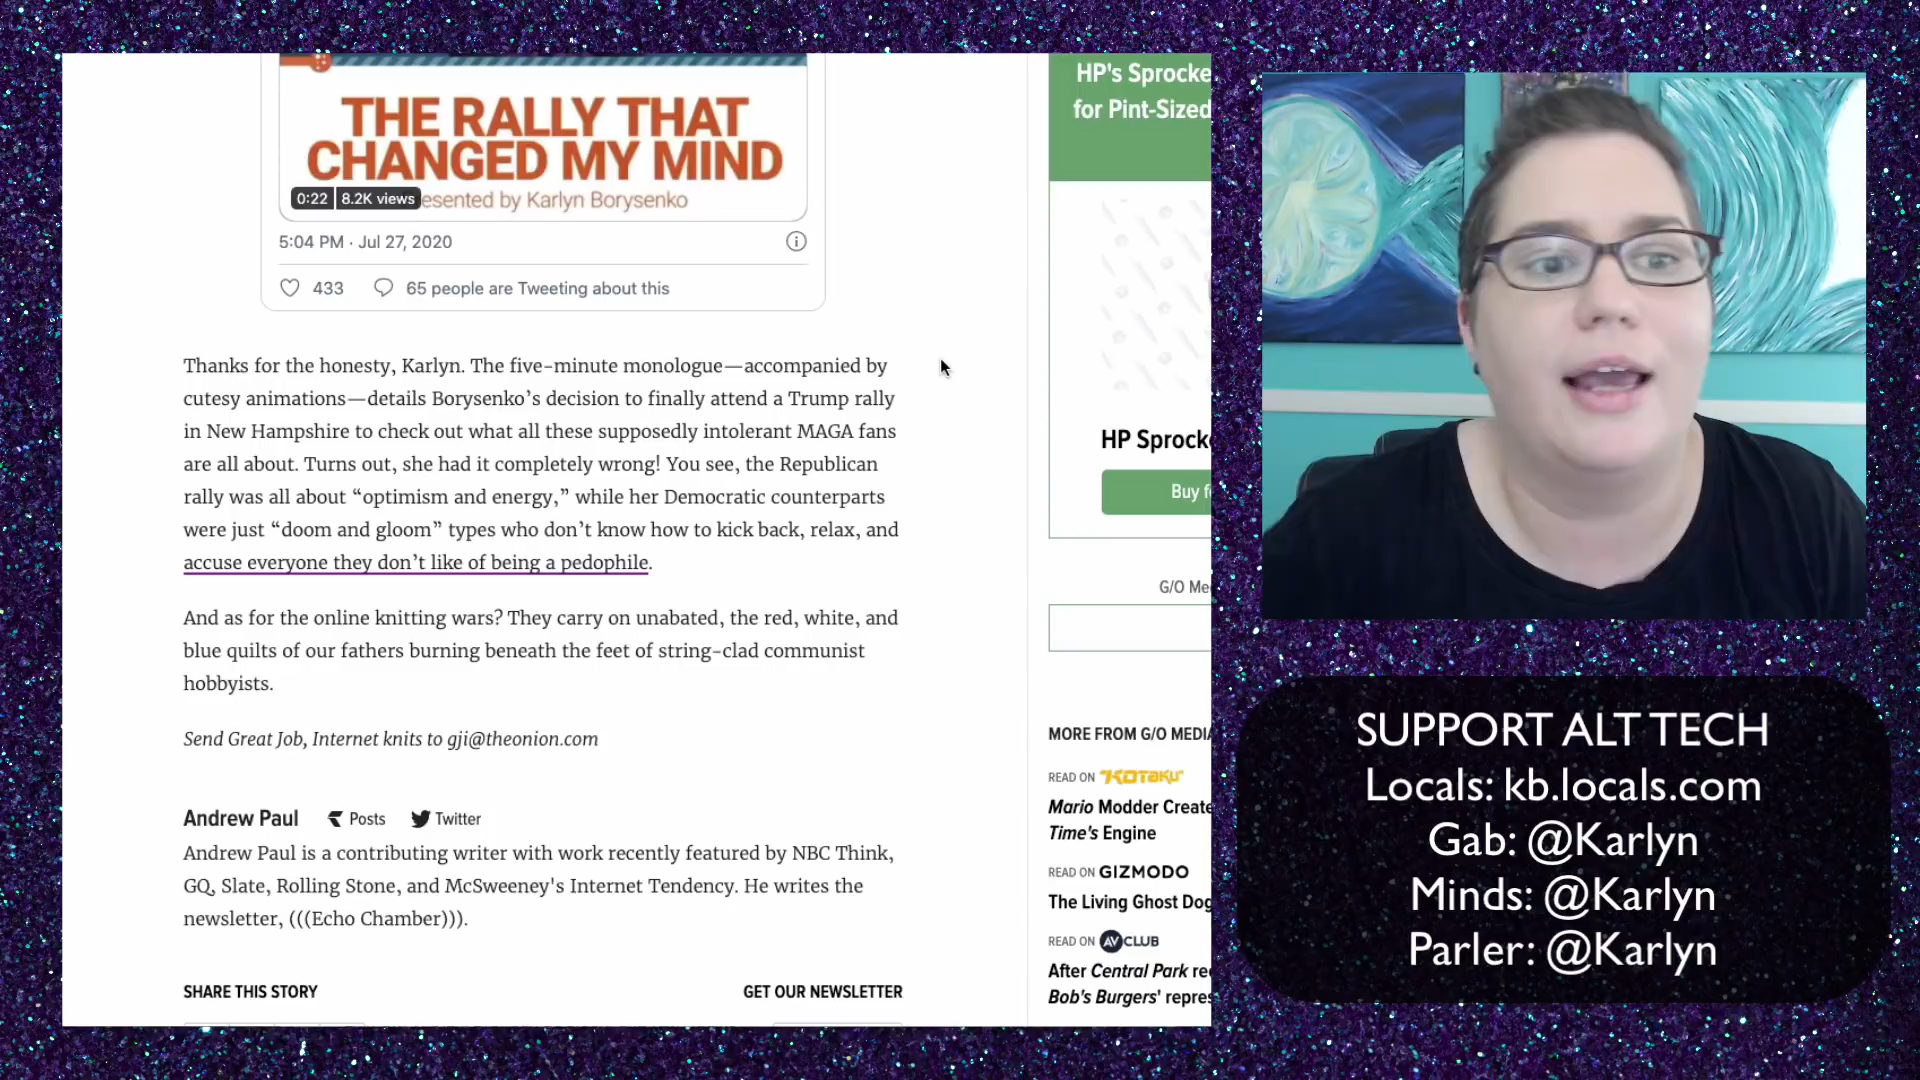 THE RALLY THAT
CHANGED MY MIND
0:22 8.2K views esented by Karlyn Borysenko
5:04 PM · Jul 27, 2020
433 65 people are Tweeting about this
Thanks for the honesty, Karlyn. The five-minute monologue—accompanied by
cutesy animations—details Borysenko’s decision to finally attend a Trump rally
in New Hampshire to check out what all these supposedly intolerant MAGA fans
are all about. Turns out, she had it completely wrong! You see, the Republican
rally was all about “optimism and energy,” while her Democratic counterparts
were just “doom and gloom” types who don’t know how to kick back, relax, and
accuse everyone they don’t like of being a pedophile.
And as for the online knitting wars? They carry on unabated, the red, white, and
blue quilts of our fathers burning beneath the feet of string-clad communist
hobbyists.
Send Great Job, Internet knits to gji@theonion.com
Andrew Paul Posts Twitter
Andrew Paul is a contributing writer with work recently featured by NBC Think,
GQ, Slate, Rolling Stone, and McSweeney's Internet Tendency. He writes the
newsletter, (((Echo Chamber))).
SHARE THIS STORY
GET OUR NEWSLETTER
HP's Sprocke
for Pint-Sized
HP Sprock
Buy f
G/O Me
MORE FROM G/O MEDIA
READ ON KOTAKU
Mario Modder Create
Time's Engine
READ ON GIZMODO
The Living Ghost Dog
READ ON AV CLUB
After Central Park re
Bob's Burgers' repres
SUPPORT ALT TECH
Locals: kb.locals.com
Gab: @Karlyn
Minds: @Karlyn
Parler: @Karlyn